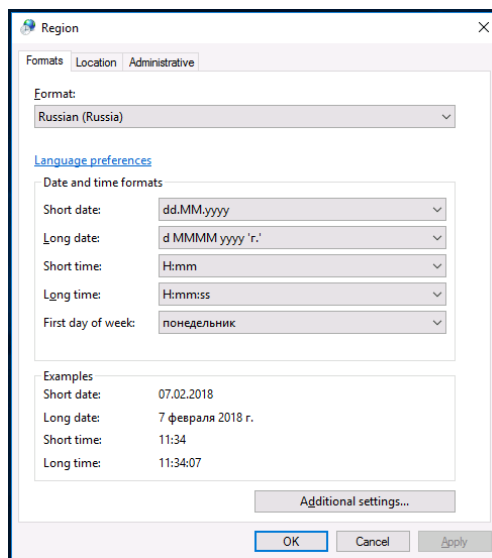 Region
Formats Location Administrative
Format:
Russian (Russia)
Language preferences
Date and time formats
Short date: dd.MM.yyyy
Long date: d MMMM yyyy 'г.'
Short time: H:mm
Long time: H:mm:ss
First day of week: понедельник
Examples
Short date: 07.02.2018
Long date: 7 февраля 2018 г.
Short time: 11:34
Long time: 11:34:07
Additional settings...
OK Cancel Apply